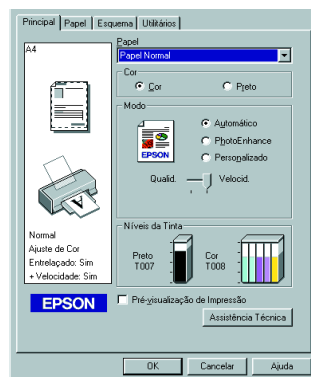 Principal Papel Esquema Utilitários
A4
Papel
Papel Normal
Cor
Cor Preto
Modo
Automático
PhotoEnhance
Personalizado
EPSON
Qualid. Velocid.
Níveis da Tinta
Preto T007
Cor T008
Normal
Ajuste de Cor
Entrelaçado: Sim
+ Velocidade: Sim
EPSON
Pré-visualização de Impressão
Assistência Técnica
OK Cancelar Ajuda